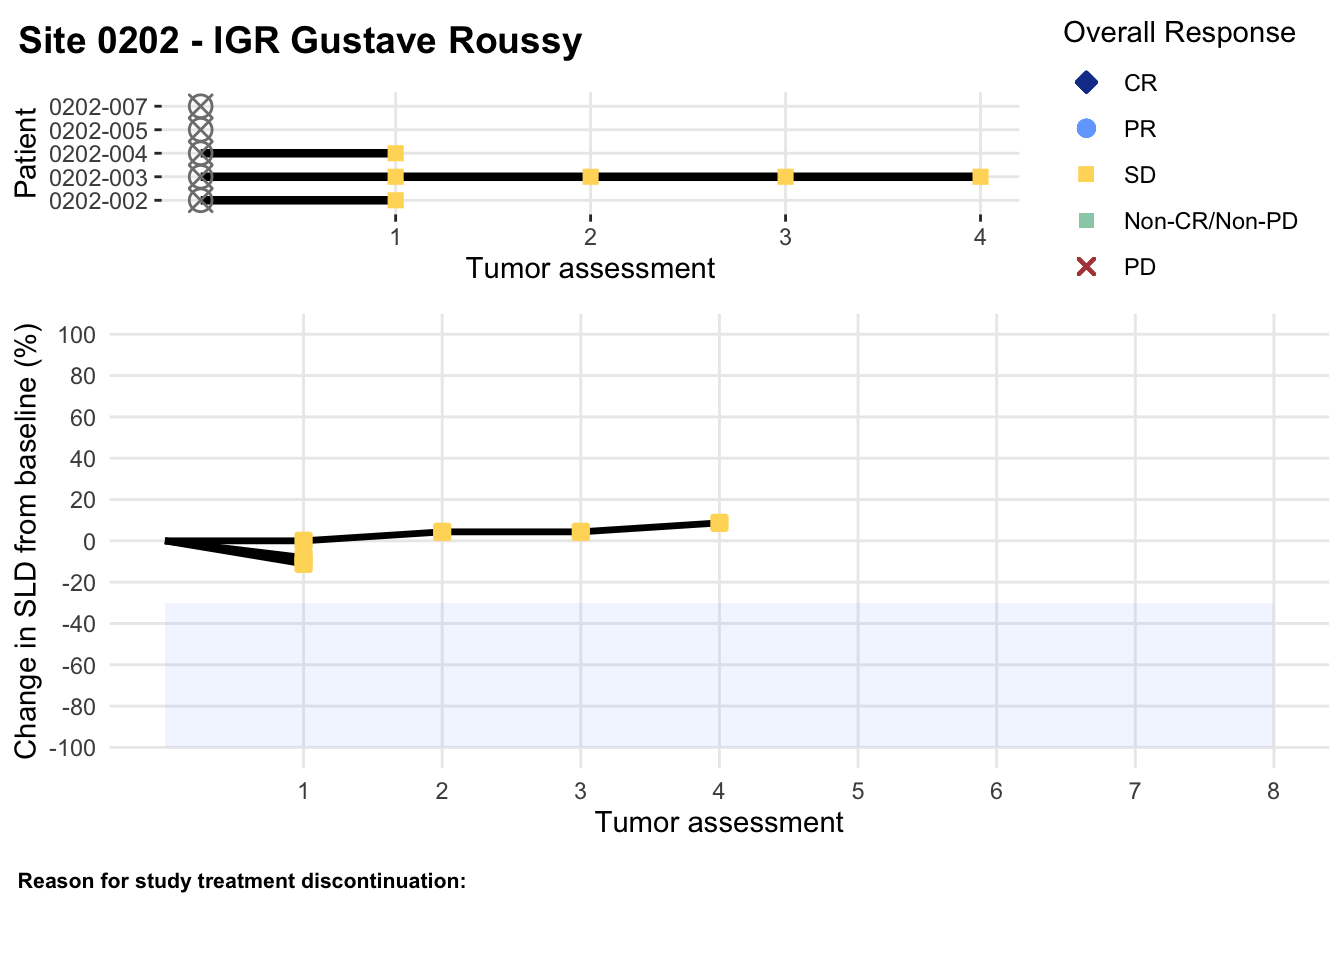 Site 0202 - IGR Gustave Roussy
Overall Response
CR
PR
SD
Non-CR/Non-PD
PD
Patient
0202-007
0202-005
0202-004
0202-003
0202-002
1 2 3 4
Tumor assessment
Change in SLD from baseline (%)
100
80
60
40
20
0
-20
-40
-60
-80
-100
1 2 3 4 5 6 7 8
Tumor assessment
Reason for study treatment discontinuation: